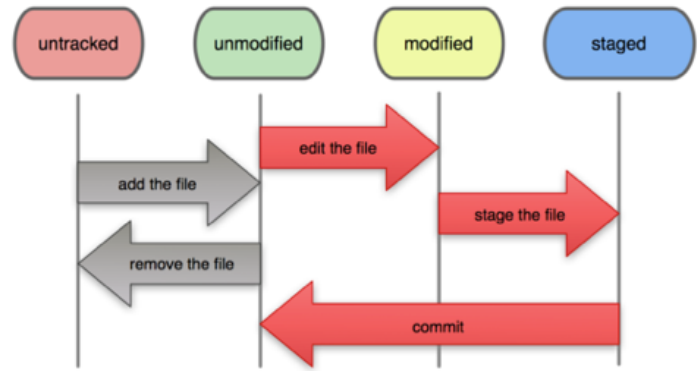 untracked
unmodified
modified
staged
edit the file
add the file
stage the file
remove the file
commit